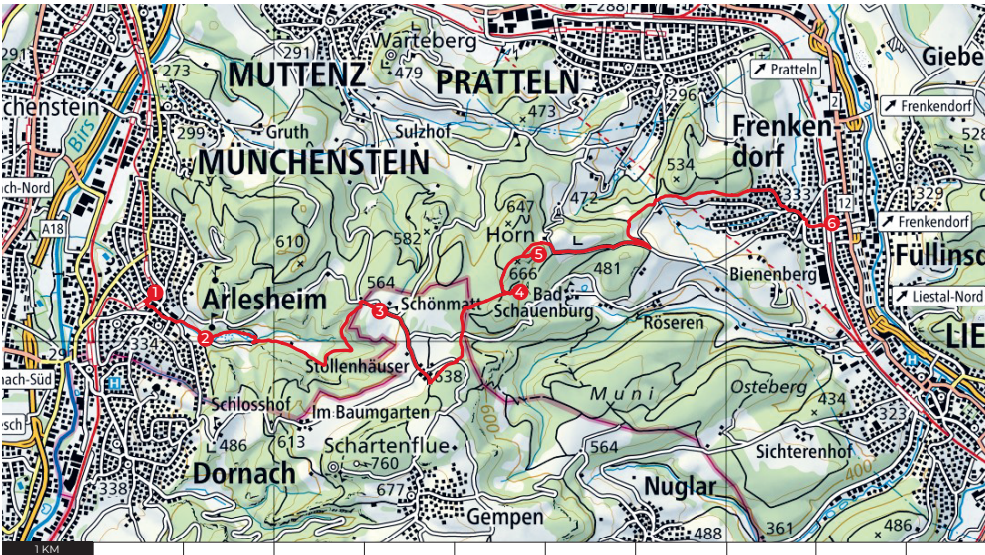 288
Giebe
291
291
Warteberg
479
273
MUTTENZ
PRATTELN
Pratteln
296
2
Frenkendorf
chenstein
Birs
299
Gruth
Sulzhof
473
Frenken-
dorf
528
MÜNCHENSTEIN
534
ach-Nord
647
472
333
329
12
A18
610
582
Horn
5
6
Frenkendorf
Füllinsd
1
564
666
481
Bienenberg
Arlesheim
3
Schönmatt
4
Bad
Schauenburg
Liestal-Nord
2
Röseren
LIE
334
29
H
H
nach-Süd
Stollenhäuser
638
Muni
Osteberg
esch
Schlosshof
Im Baumgarten
600
434
323
486
613
Schartenflue
564
Sichterenhof
760
400
Dornach
677
Nuglar
338
Gempen
488
361
486
1 KM